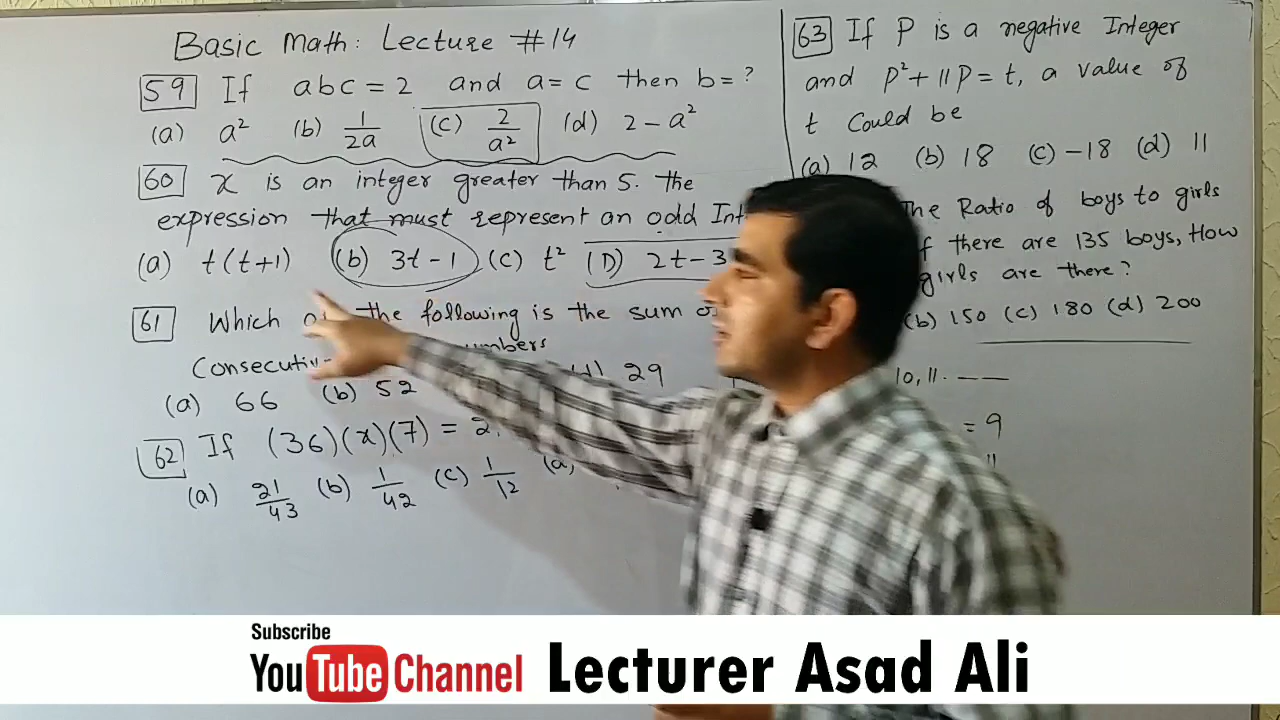 Basic Math: Lecture #14
59 If abc = 2 and a=c then b=?
(a) a² (b) 1/2a (c) 2/a² (d) 2-a²
60 x is an integer greater than 5. The
expression that must represent an odd Int
(a) t(t+1) (b) 3t-1 (c) t² (D) 2t-3
61 Which of the following is the sum
Consecutiv numbers
(a) 66 (b) 52 29
62 If (36)(x)(7) = 2
(a) 21/43 (b) 1/42 (c) 1/12
63 If P is a negative Integer
and P²+11P=t, a value of
t Could be
(a) 12 (b) 18 (c) -18 (d) 11
The Ratio of boys to girls
f there are 135 boys, How
girls are there?
(b) 150 (c) 180 (d) 200
10, 11.
= 9
Subscribe
YouTube Channel
Lecturer Asad Ali